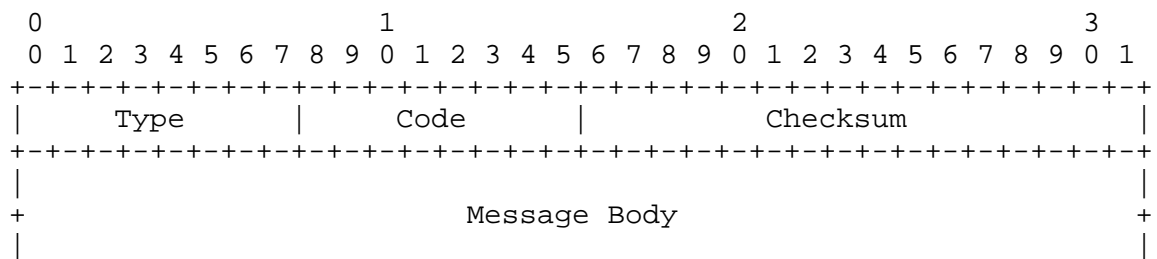 0                   1                   2                   3
 0 1 2 3 4 5 6 7 8 9 0 1 2 3 4 5 6 7 8 9 0 1 2 3 4 5 6 7 8 9 0 1
+-+-+-+-+-+-+-+-+-+-+-+-+-+-+-+-+-+-+-+-+-+-+-+-+-+-+-+-+-+-+-+-+
|     Type      |     Code      |          Checksum             |
+-+-+-+-+-+-+-+-+-+-+-+-+-+-+-+-+-+-+-+-+-+-+-+-+-+-+-+-+-+-+-+-+
|                                                               |
+                         Message Body                          +
|                                                               |